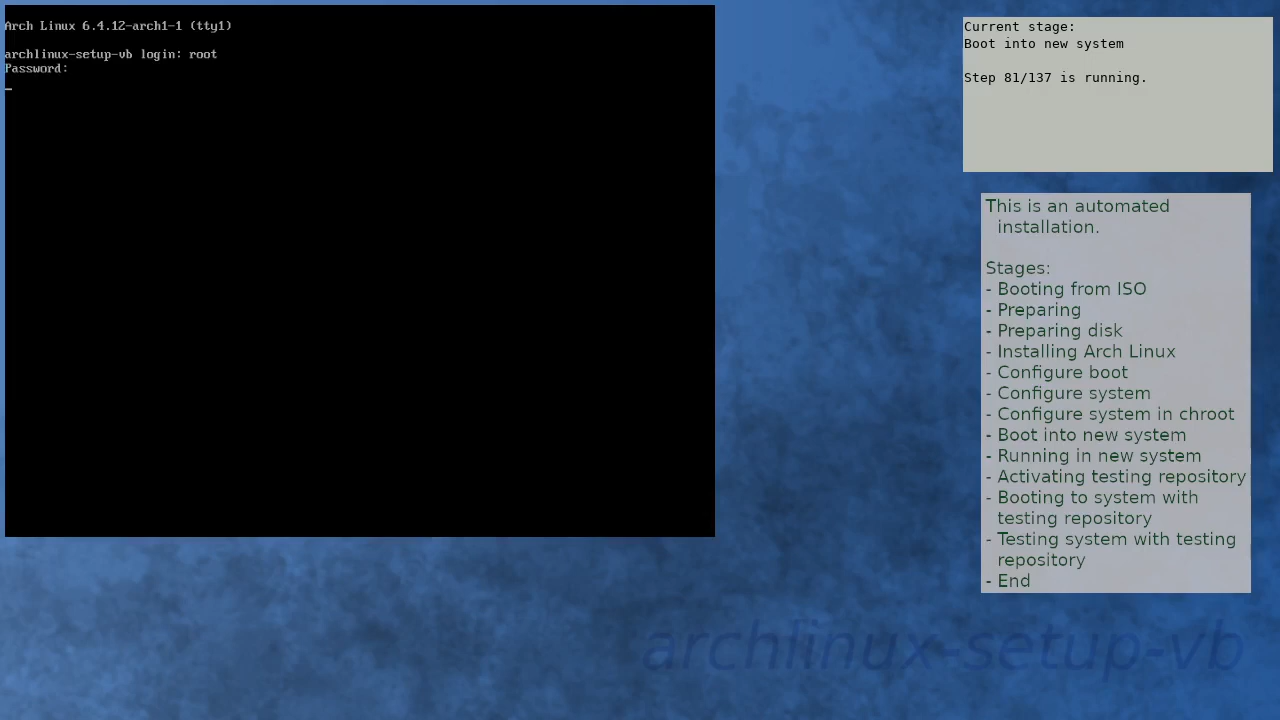 Arch Linux 6.4.12-arch1-1 (tty1)
archlinux-setup-vb login: root
Password:
Current stage:
Boot into new system
Step 81/137 is running.
This is an automated
installation.
Stages:
- Booting from ISO
- Preparing
- Preparing disk
- Installing Arch Linux
- Configure boot
- Configure system
- Configure system in chroot
- Boot into new system
- Running in new system
- Activating testing repository
- Booting to system with
testing repository
- Testing system with testing
repository
- End
archlinux-setup-vb